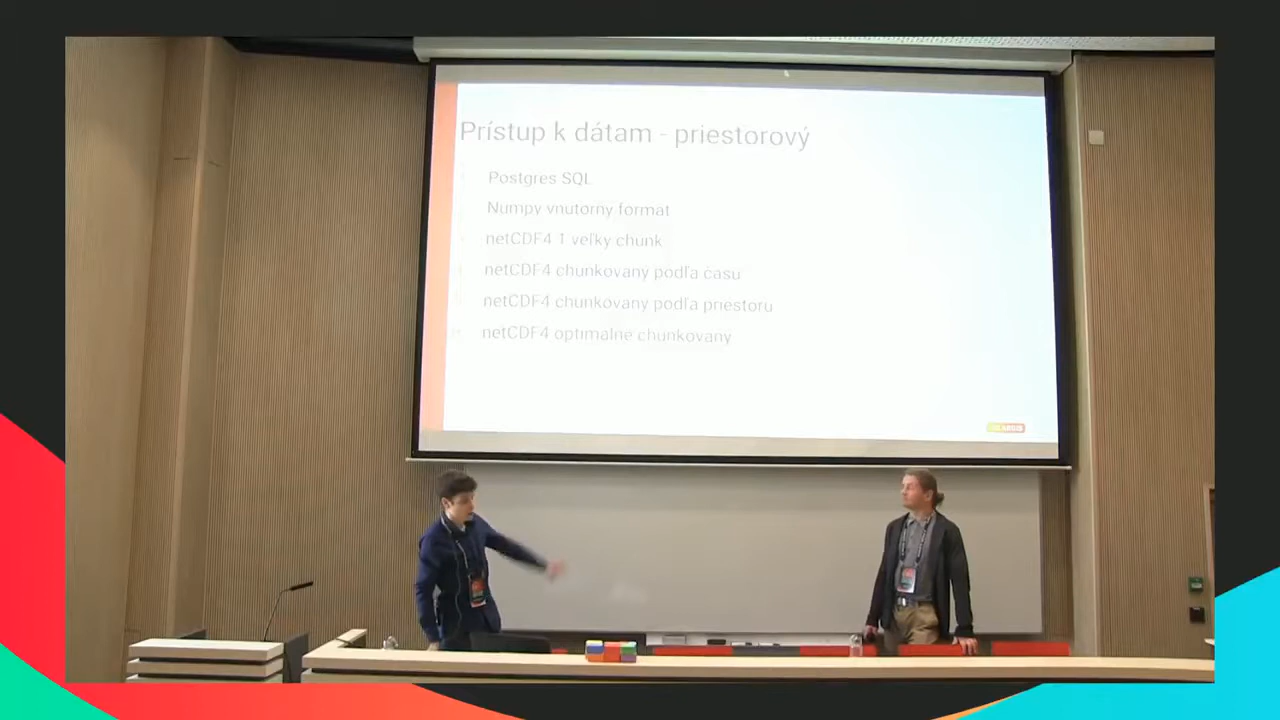 Prístup k dátam - priestorový
Postgres SQL
Numpy vnutorny format
netCDF4 1 veľky chunk
netCDF4 chunkovany podľa času
netCDF4 chunkovany podľa priestoru
netCDF4 optimalne chunkovaný